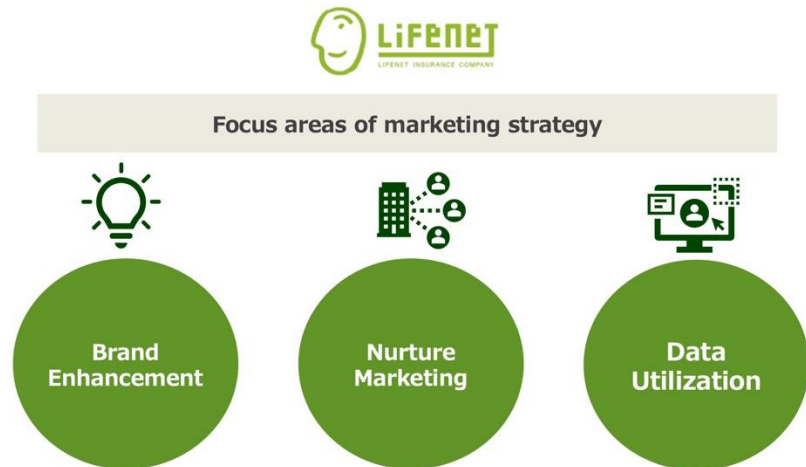 LIFENET
LIFENET INSURANCE COMPANY
Focus areas of marketing strategy
Brand
Enhancement
Nurture
Marketing
Data
Utilization